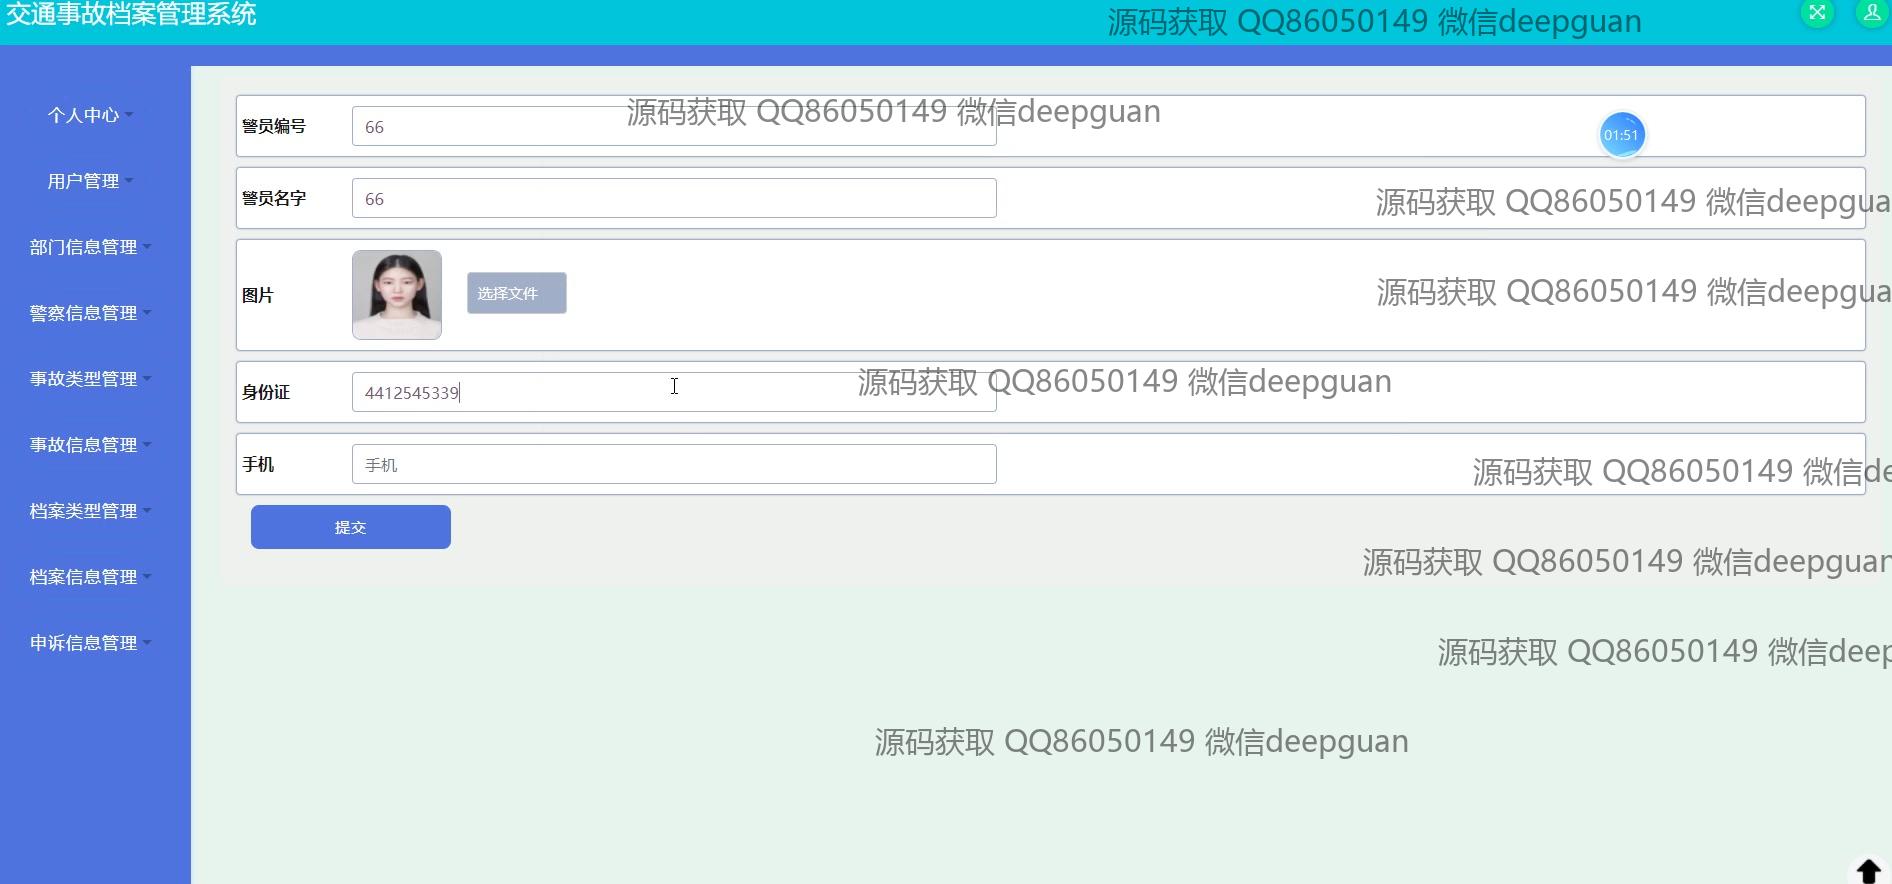 交通事故档案管理系统
源码获取 QQ86050149 微信deepguan
个人中心
用户管理
部门信息管理
警察信息管理
事故类型管理
事故信息管理
档案类型管理
档案信息管理
申诉信息管理
警员编号
66
源码获取 QQ86050149 微信deepguan
01:51
警员名字
66
源码获取 QQ86050149 微信deepgua
图片
选择文件
源码获取 QQ86050149 微信deepgua
身份证
4412545339
源码获取 QQ86050149 微信deepguan
手机
手机
源码获取 QQ86050149 微信de
提交
源码获取 QQ86050149 微信deepguan
源码获取 QQ86050149 微信deep
源码获取 QQ86050149 微信deepguan